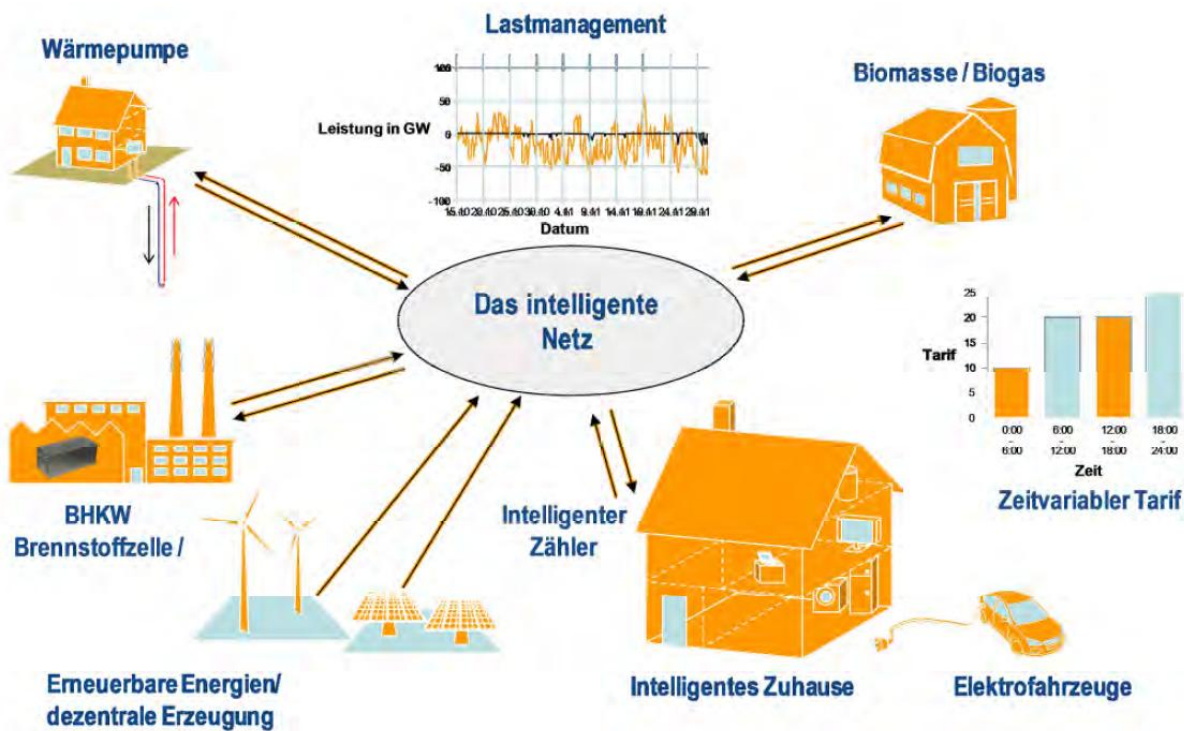 Lastmanagement
Wärmepumpe
Biomasse / Biogas
100
50
Leistung in GW
0
-50
-100
Datum
Das intelligente
Netz
25
20
Tarif
15
10
5
0
0:00 6:00 12:00 18:00
- - - -
6:00 12:00 18:00 24:00
Zeit
Zeitvariabler Tarif
BHKW
Brennstoffzelle /
Intelligenter
Zähler
Erneuerbare Energien/
dezentrale Erzeugung
Intelligentes Zuhause
Elektrofahrzeuge